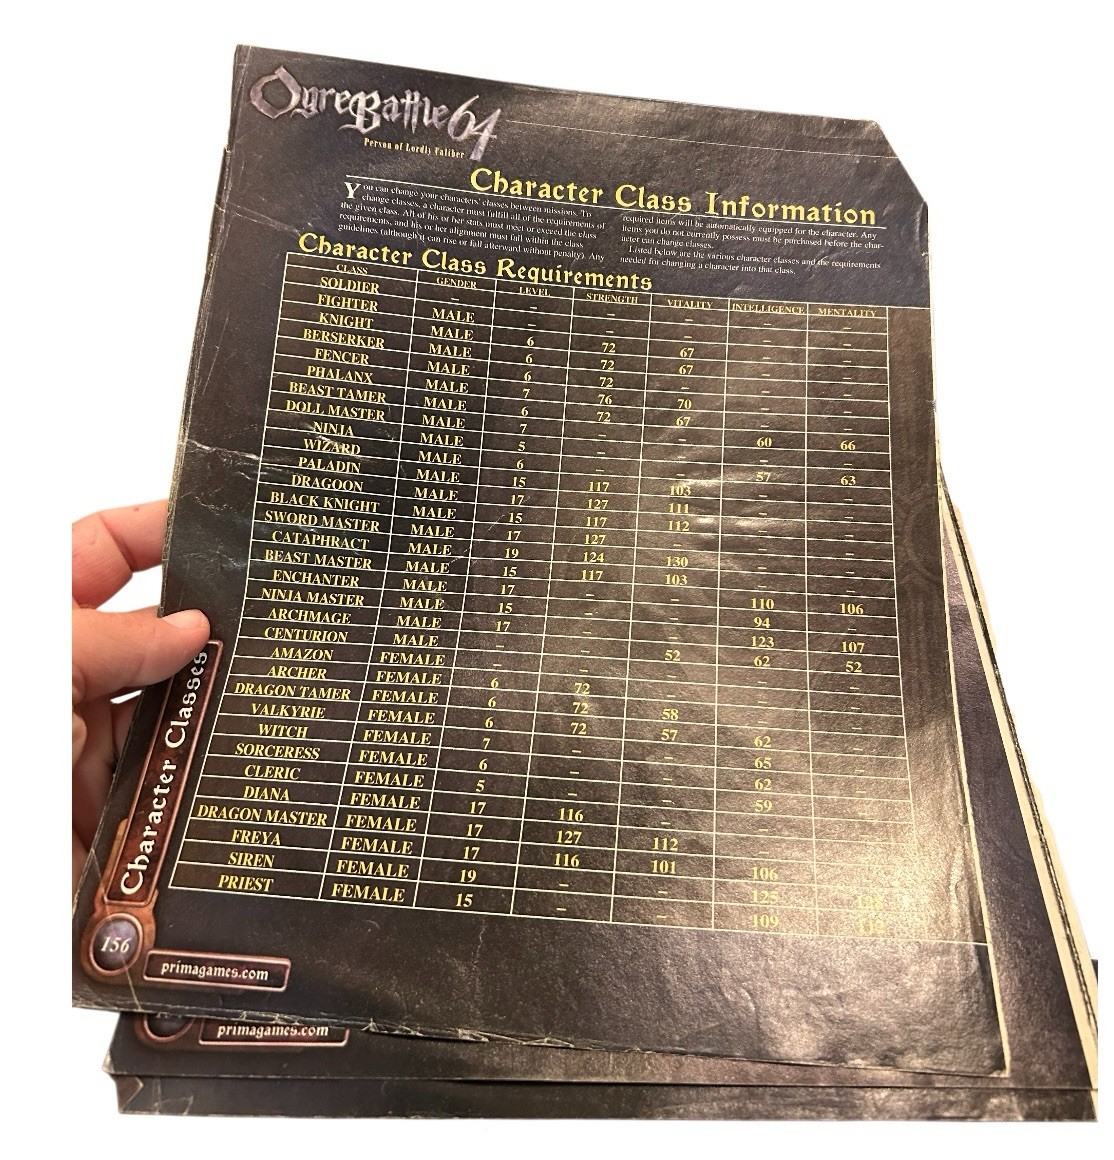 OgreBattle64
Person of Lordly Caliber
Character Class Information
You can change your characters' classes between missions. To
change classes, a character must fulfill all of the requirements of
the given class. All of his or her stats must meet or exceed the class
requirements, and his or her alignment must fall within the class
guidelines (although it can rise or fall afterward without penalty). Any
required items will be automatically equipped for the character. Any
items you do not currently possess must be purchased before the char-
acter can change classes.
Listed below are the various character classes and the requirements
needed for changing a character into that class.
Character Class Requirements
CLASS GENDER LEVEL STRENGTH VITALITY INTELLIGENCE MENTALITY
SOLDIER – – – – – –
FIGHTER MALE – – – – –
KNIGHT MALE 6 72 67 – –
BERSERKER MALE 6 72 67 – –
FENCER MALE 6 72 – – –
PHALANX MALE 7 76 70 – –
BEAST TAMER MALE 6 72 67 – –
DOLL MASTER MALE 7 – – 60 66
NINJA MALE 5 – – – –
WIZARD MALE 6 – – 57 63
PALADIN MALE 15 117 103 – –
DRAGOON MALE 17 127 111 – –
BLACK KNIGHT MALE 15 117 112 – –
SWORD MASTER MALE 17 127 – – –
CATAPHRACT MALE 19 124 130 – –
BEAST MASTER MALE 15 117 103 – –
ENCHANTER MALE 17 – – 110 106
NINJA MASTER MALE 15 – – 94 –
ARCHMAGE MALE 17 – – 123 107
CENTURION MALE – – 52 62 52
AMAZON FEMALE – – – – –
ARCHER FEMALE 6 72 – – –
DRAGON TAMER FEMALE 6 72 58 – –
VALKYRIE FEMALE 6 72 57 62 –
WITCH FEMALE 7 – – 65 –
SORCERESS FEMALE 6 – – 62 –
CLERIC FEMALE 5 – – 59 –
DIANA FEMALE 17 116 – – –
DRAGON MASTER FEMALE 17 127 112 –
FREYA FEMALE 17 116 101 106
SIREN FEMALE 19 – – 125
PRIEST FEMALE 15 – – 109
Character Classes
156
primagames.com
primagames.com